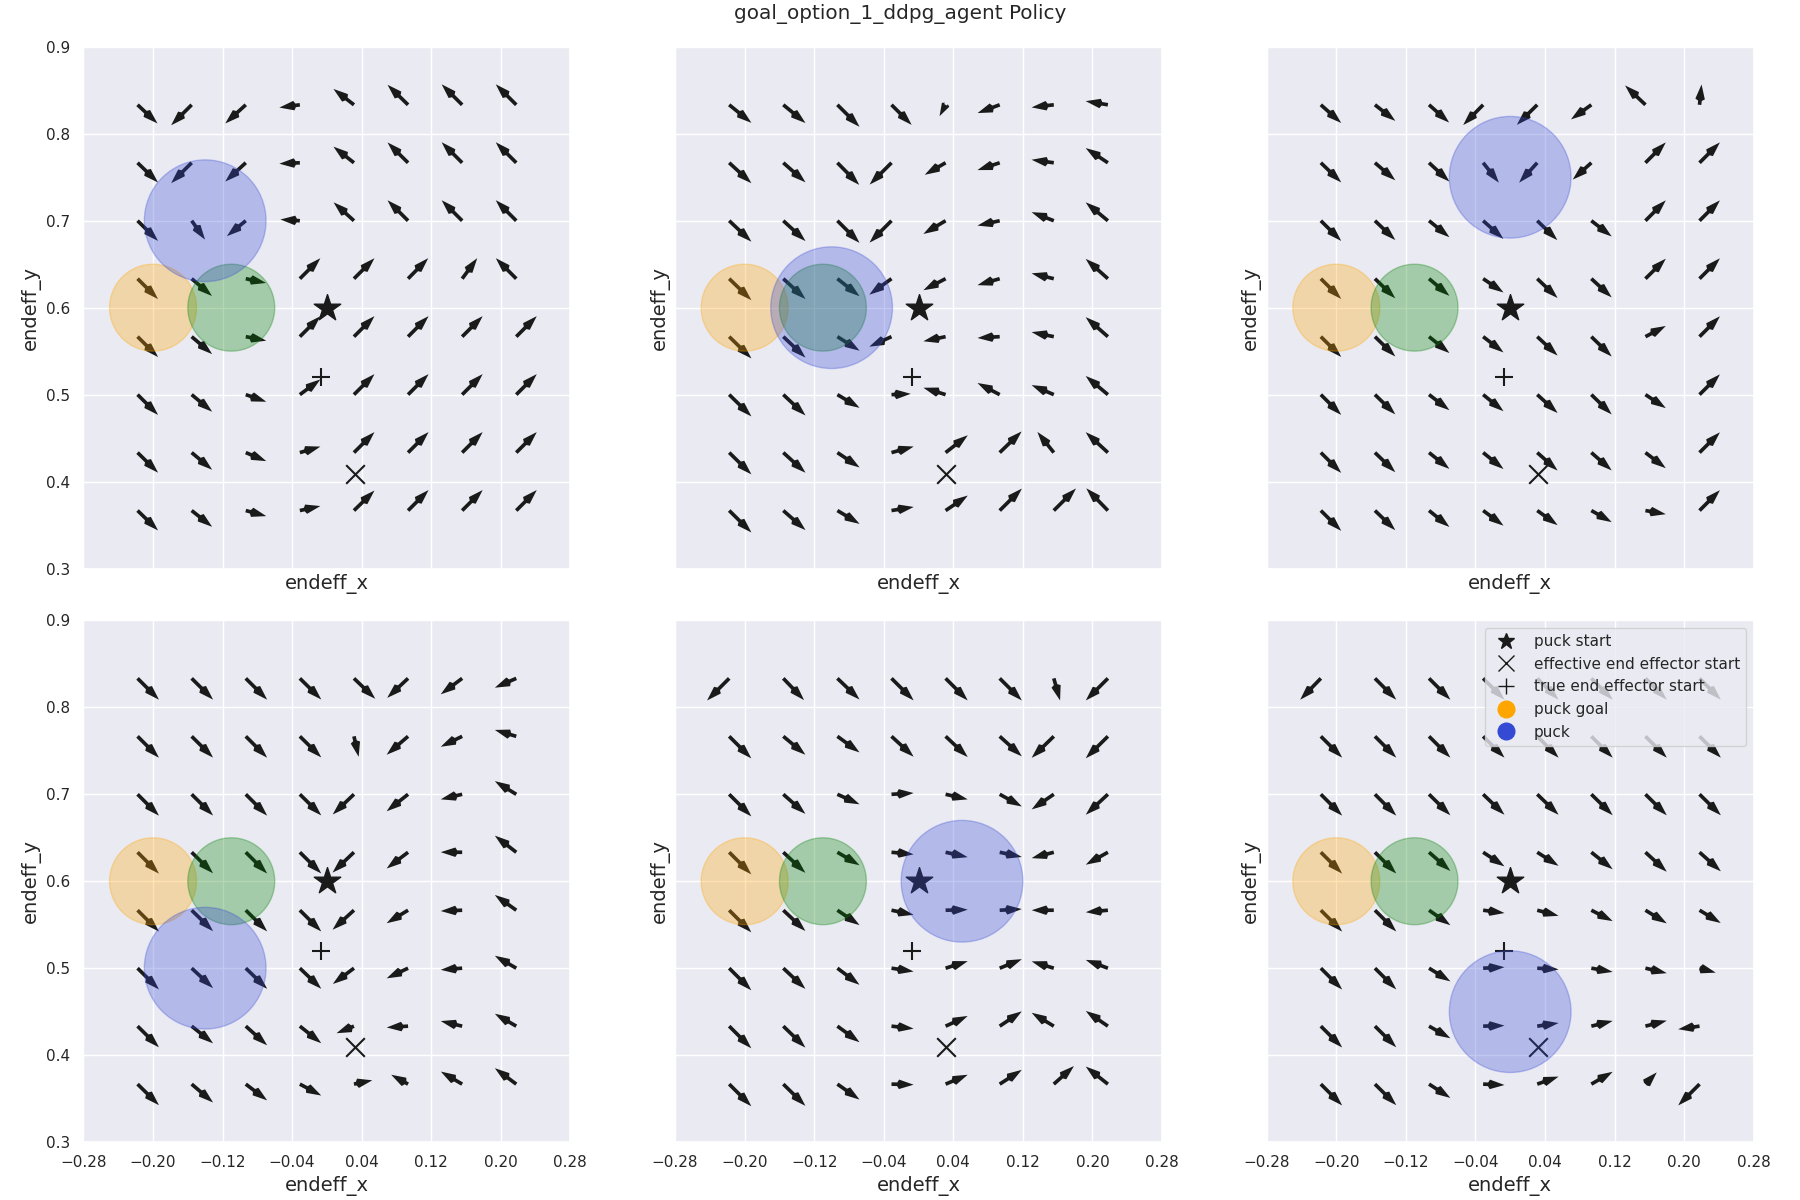 goal_option_1_ddpg_agent Policy
0.9
0.8
0.7
0.6
0.5
0.4
0.3
endeff_y
endeff_x
endeff_y
endeff_x
endeff_y
endeff_x
0.9
0.8
0.7
0.6
0.5
0.4
0.3
endeff_y
−0.28 −0.20 −0.12 −0.04 0.04 0.12 0.20 0.28
endeff_x
endeff_y
−0.28 −0.20 −0.12 −0.04 0.04 0.12 0.20 0.28
endeff_x
puck start
effective end effector start
true end effector start
puck goal
puck
endeff_y
−0.28 −0.20 −0.12 −0.04 0.04 0.12 0.20 0.28
endeff_x